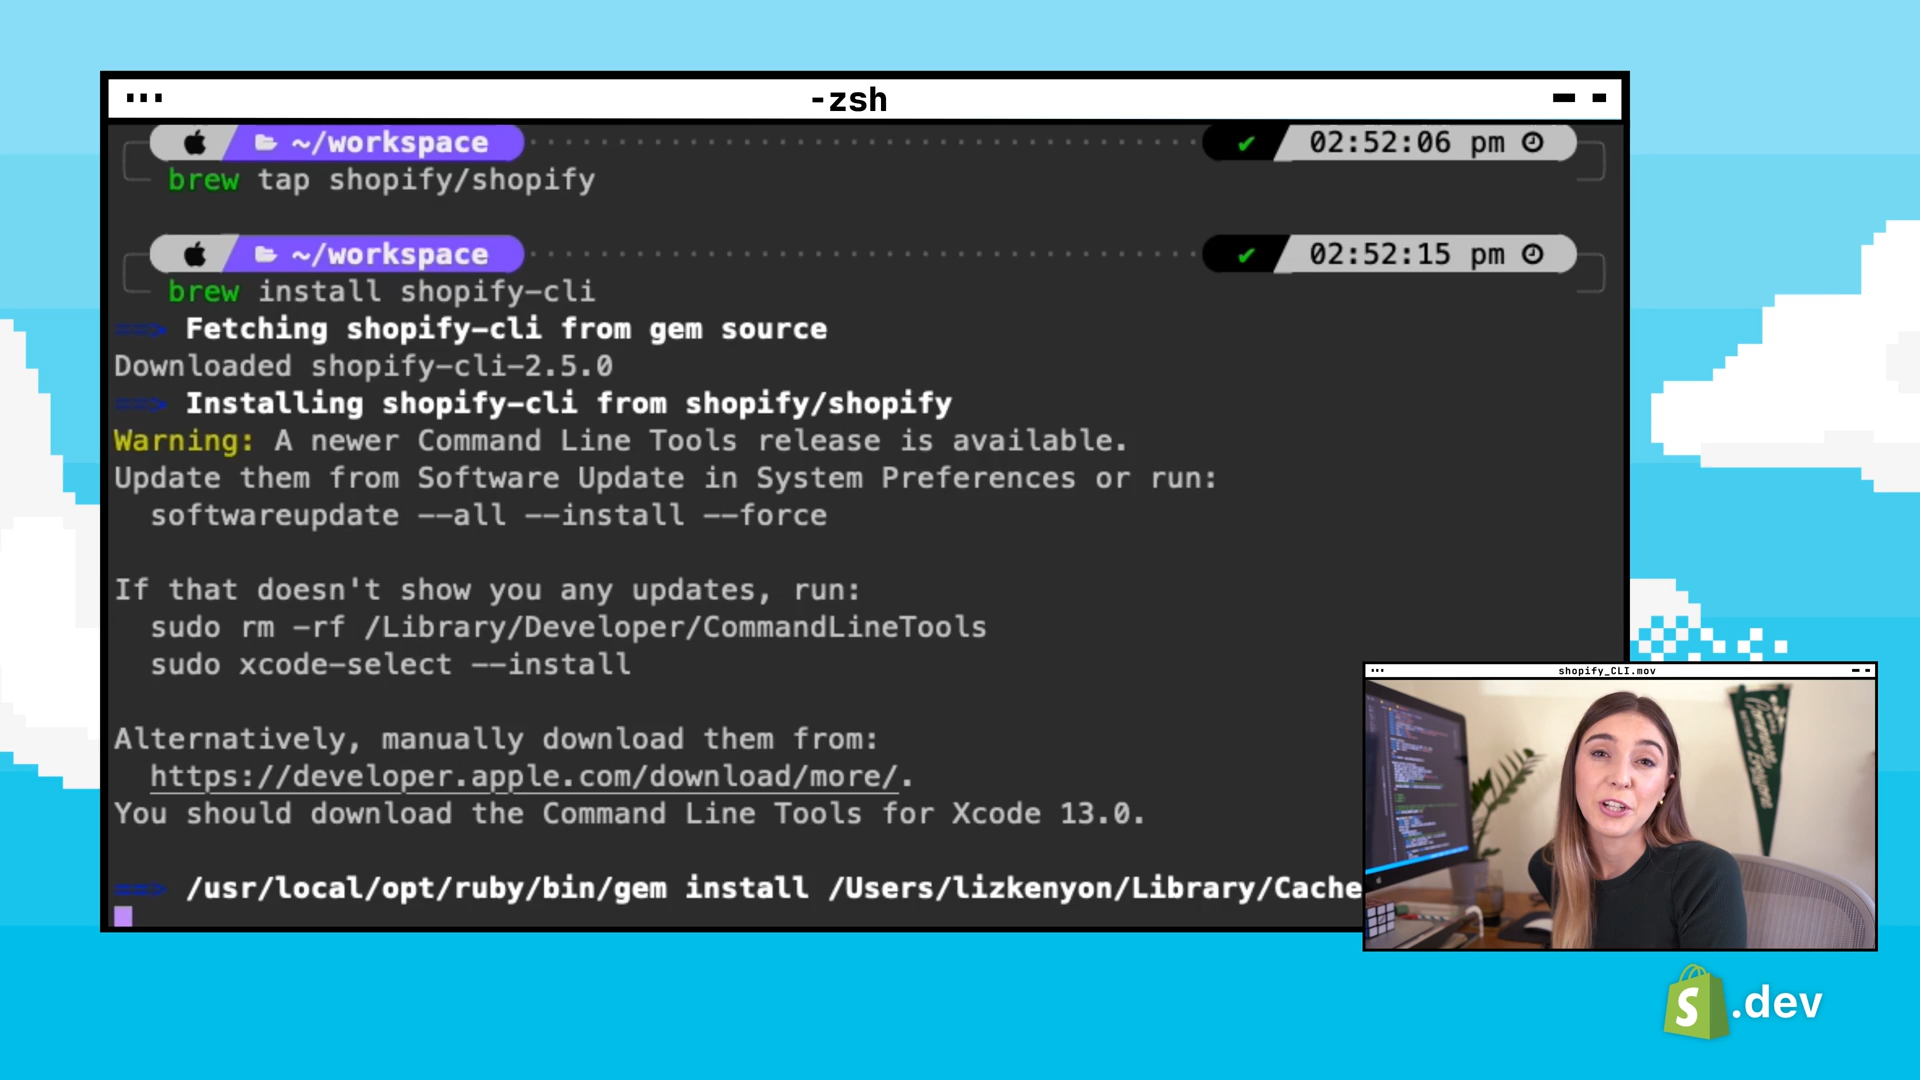 -zsh
~/workspace 02:52:06 pm
brew tap shopify/shopify
~/workspace 02:52:15 pm
brew install shopify-cli
==> Fetching shopify-cli from gem source
Downloaded shopify-cli-2.5.0
==> Installing shopify-cli from shopify/shopify
Warning: A newer Command Line Tools release is available.
Update them from Software Update in System Preferences or run:
softwareupdate --all --install --force
If that doesn't show you any updates, run:
sudo rm -rf /Library/Developer/CommandLineTools
sudo xcode-select --install
Alternatively, manually download them from:
https://developer.apple.com/download/more/.
You should download the Command Line Tools for Xcode 13.0.
==> /usr/local/opt/ruby/bin/gem install /Users/lizkenyon/Library/Cache
shopify_CLI.mov
.dev